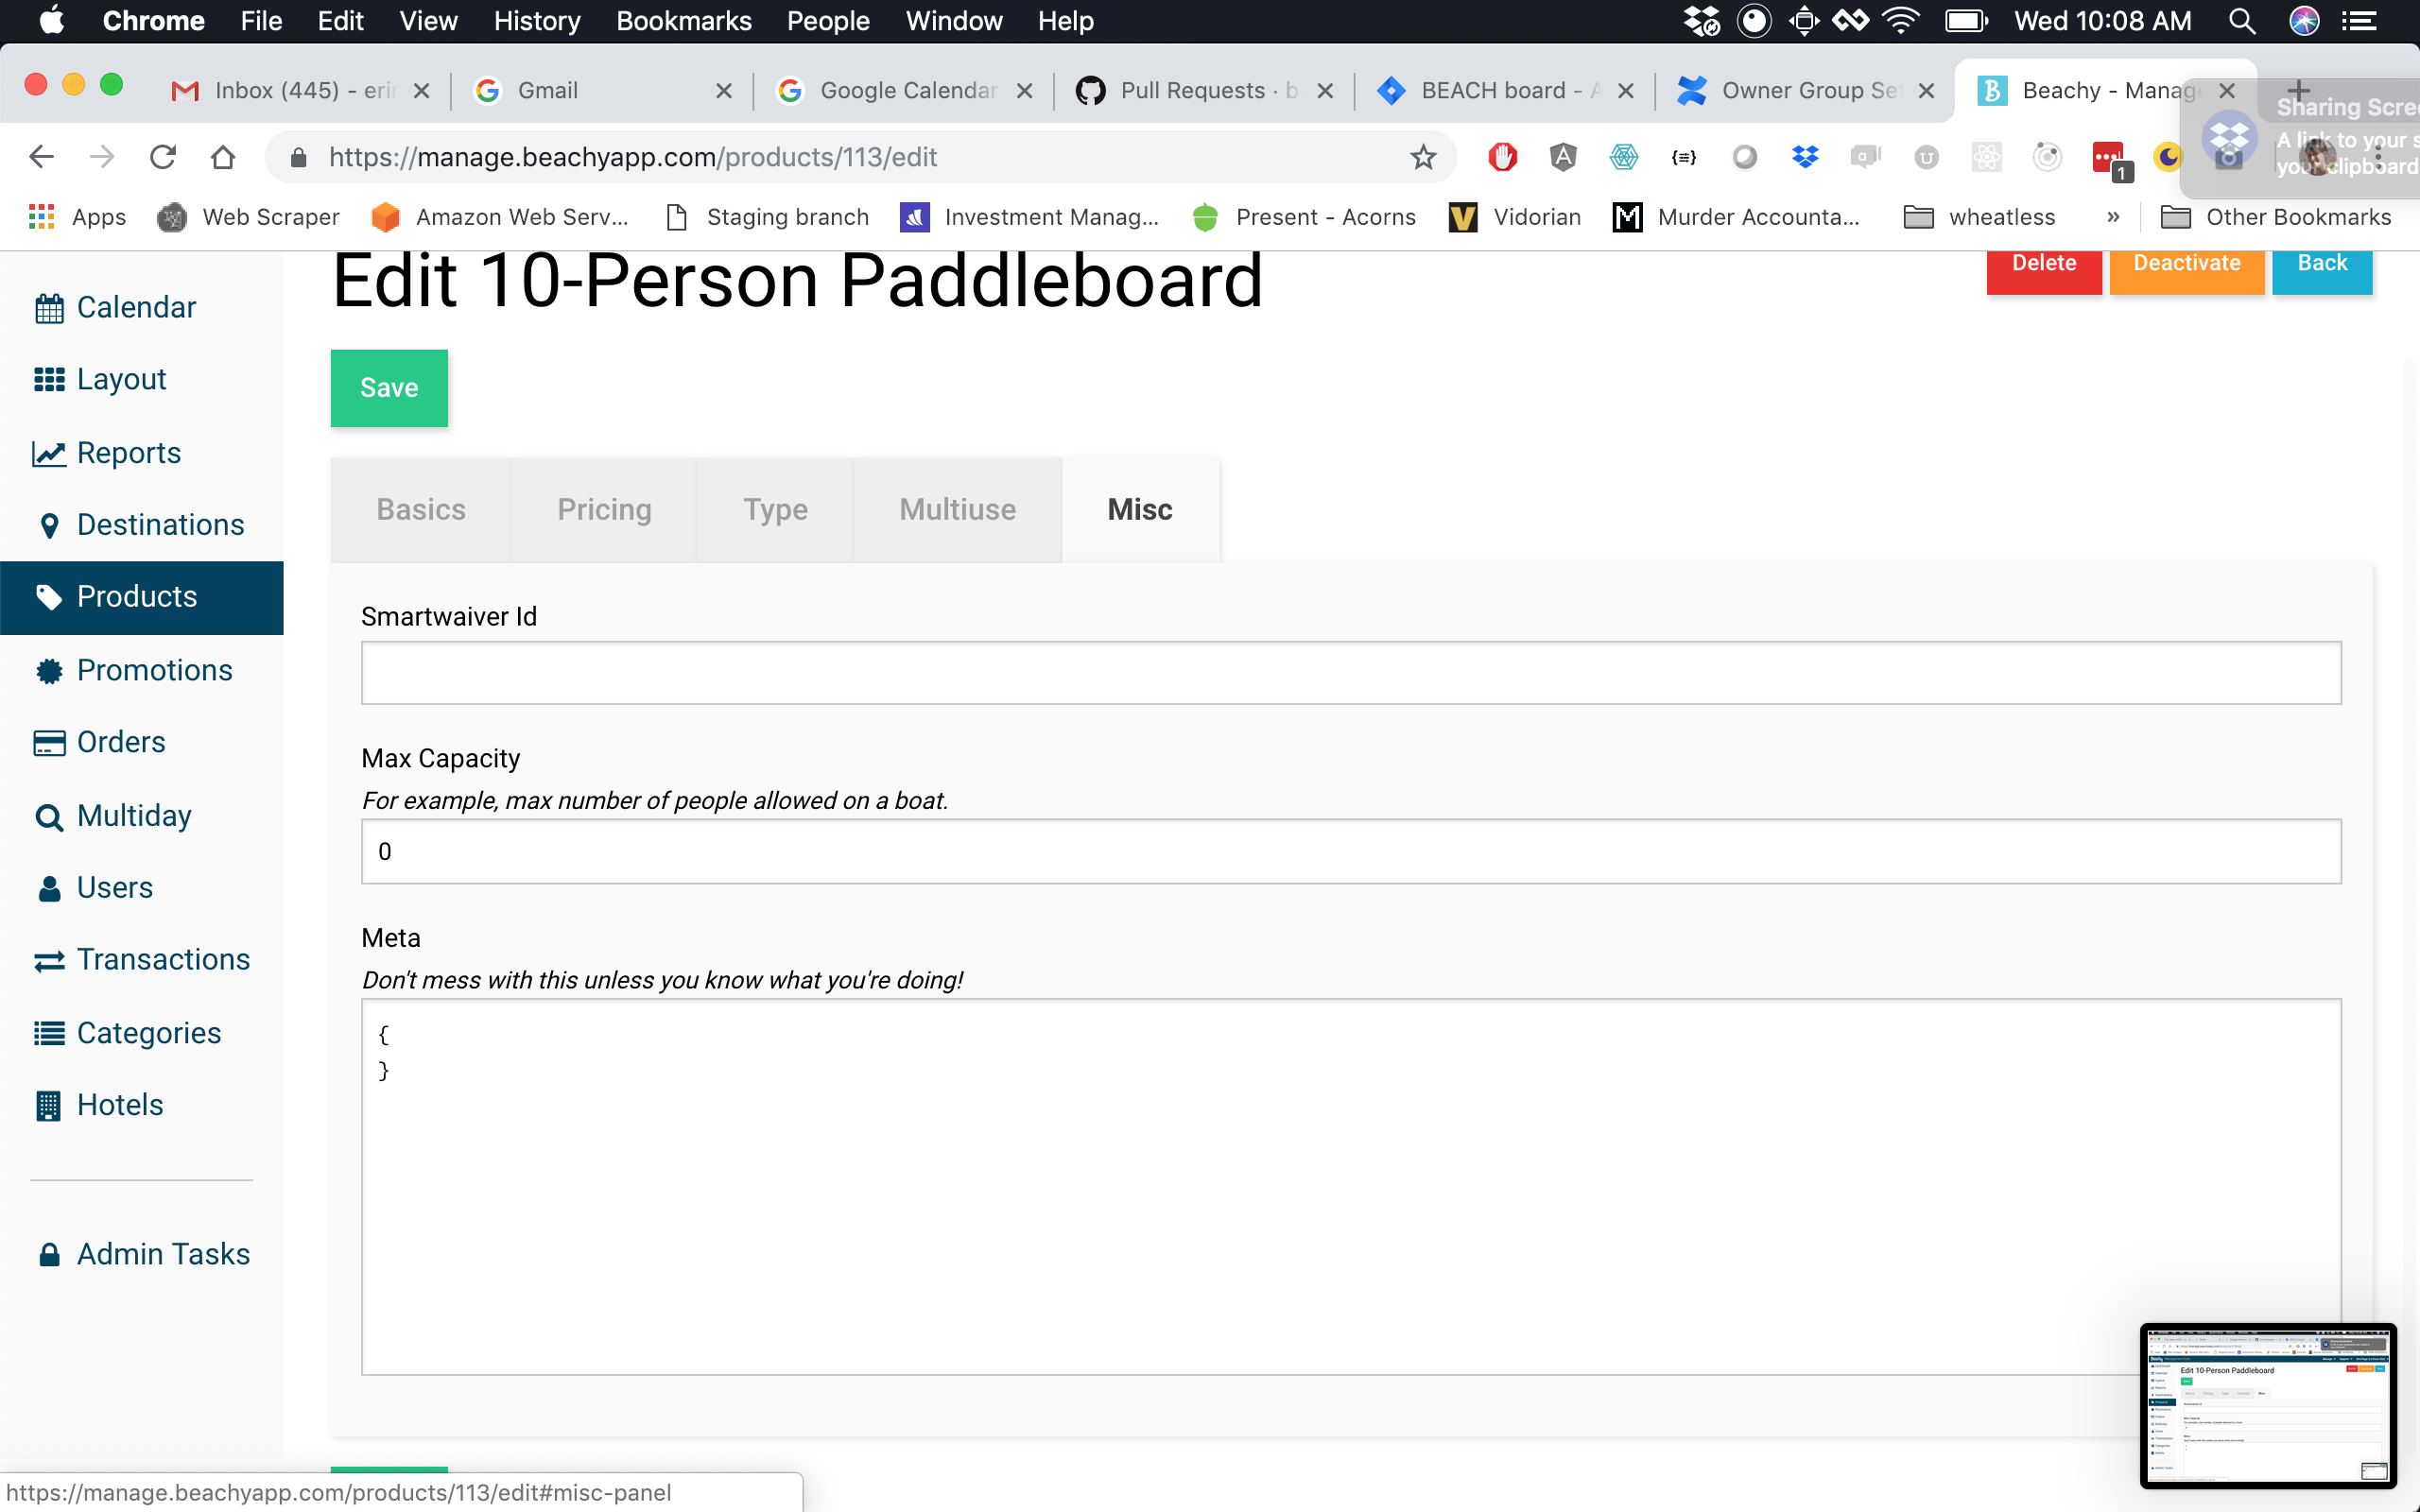 Chrome File Edit View History Bookmarks People Window Help Wed 10:08 AM
Inbox (445) - eri Gmail Google Calendar Pull Requests · b BEACH board - A Owner Group Se Beachy - Manag
Sharing Scre
A link to your s
your clipboard
https://manage.beachyapp.com/products/113/edit
1
Apps Web Scraper Amazon Web Serv... Staging branch Investment Manag... Present - Acorns Vidorian Murder Accounta... wheatless » Other Bookmarks
Edit 10-Person Paddleboard
Delete Deactivate Back
Calendar
Layout
Reports
Destinations
Products
Promotions
Orders
Multiday
Users
Transactions
Categories
Hotels
Admin Tasks
Save
Basics Pricing Type Multiuse Misc
Smartwaiver Id
Max Capacity
For example, max number of people allowed on a boat.
0
Meta
Don't mess with this unless you know what you're doing!
{
}
Edit 10-Person Paddleboard
https://manage.beachyapp.com/products/113/edit#misc-panel